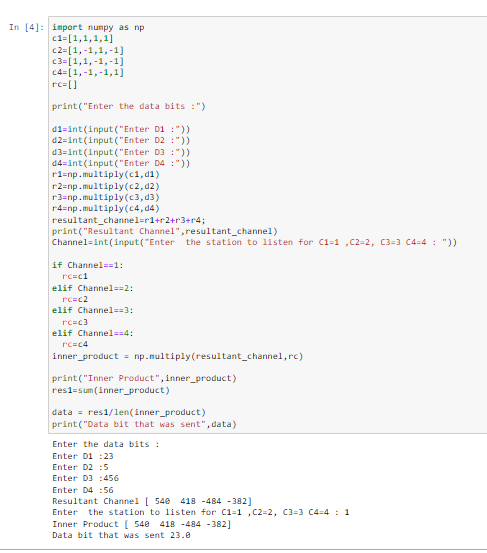 In [4]: import numpy as np
c1=[1,1,1,1]
c2=[1,-1,1,-1]
c3=[1,1,-1,-1]
c4=[1,-1,-1,1]
rc=[]
print("Enter the data bits :")
d1=int(input("Enter D1 :"))
d2=int(input("Enter D2 :"))
d3=int(input("Enter D3 :"))
d4=int(input("Enter D4 :"))
r1=np.multiply(c1,d1)
r2=np.multiply(c2,d2)
r3=np.multiply(c3,d3)
r4=np.multiply(c4,d4)
resultant_channel=r1+r2+r3+r4;
print("Resultant Channel",resultant_channel)
Channel=int(input("Enter  the station to listen for C1=1 ,C2=2, C3=3 C4=4 : "))
if Channel==1:
  rc=c1
elif Channel==2:
  rc=c2
elif Channel==3:
  rc=c3
elif Channel==4:
  rc=c4
inner_product = np.multiply(resultant_channel,rc)
print("Inner Product",inner_product)
res1=sum(inner_product)
data = res1/len(inner_product)
print("Data bit that was sent",data)
Enter the data bits :
Enter D1 :23
Enter D2 :5
Enter D3 :456
Enter D4 :56
Resultant Channel [ 540  418 -484 -382]
Enter  the station to listen for C1=1 ,C2=2, C3=3 C4=4 : 1
Inner Product [ 540  418 -484 -382]
Data bit that was sent 23.0